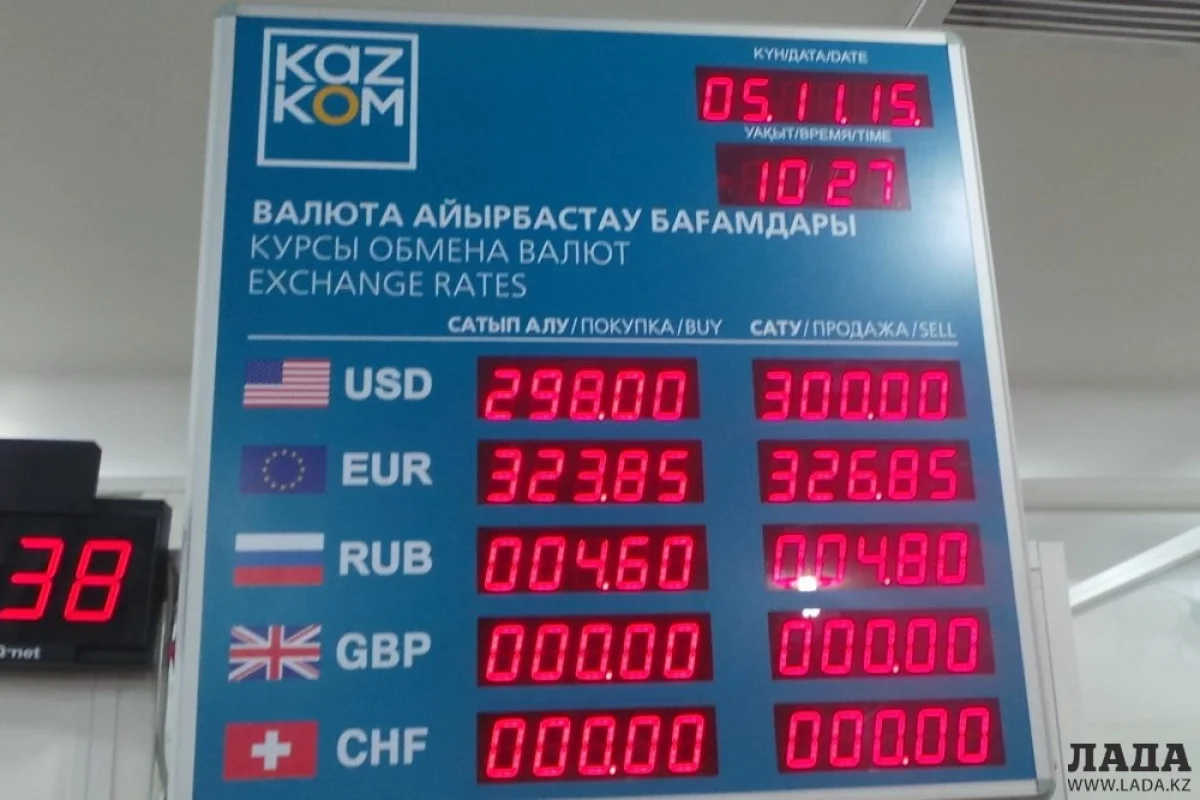 KAZ
KOM
КҮН/ДАТА/DATE
05.11.15.
УАҚЫТ/ВРЕМЯ/TIME
10 27
ВАЛЮТА АЙЫРБАСТАУ БАҒАМДАРЫ
КУРСЫ ОБМЕНА ВАЛЮТ
EXCHANGE RATES
САТЫП АЛУ/ПОКУПКА/BUY САТУ/ПРОДАЖА/SELL
USD 298.00 300.00
EUR 323.85 326.85
RUB 004.60 004.80
GBP 000.00 000.00
CHF 000.00 000.00
38
Q-net
ЛАДА
WWW.LADA.KZ